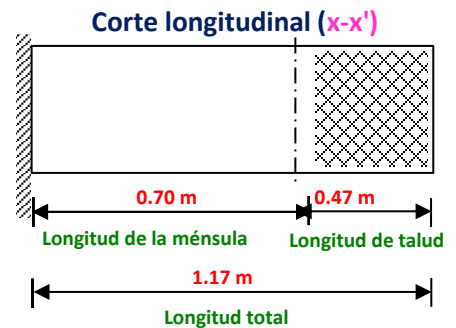 Corte longitudinal (x-x')
0.70 m
0.47 m
Longitud de la ménsula
Longitud de talud
1.17 m
Longitud total